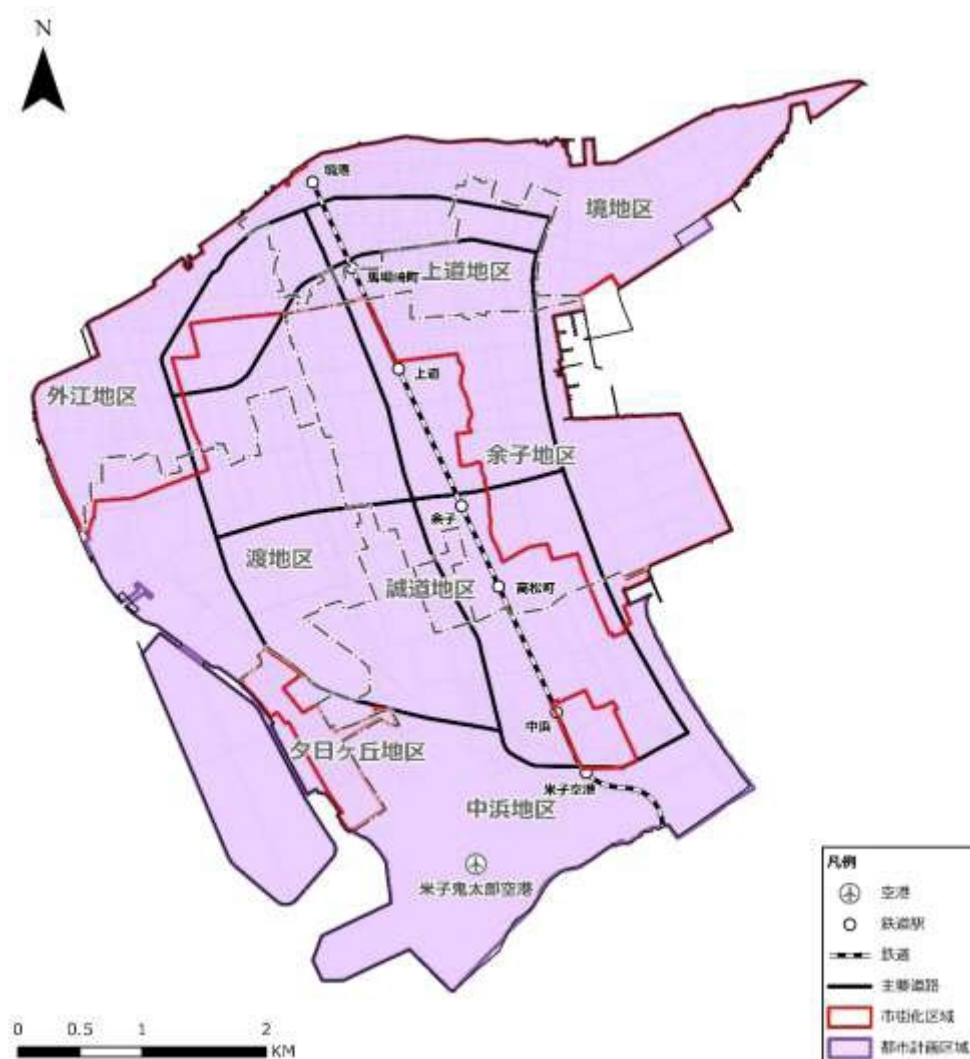 N
境港
境地区
馬場崎町
上道地区
上道
外江地区
余子地区
余子
渡地区
誠道地区
高松町
中浜
夕日ヶ丘地区
米子空港
中浜地区
米子鬼太郎空港
凡例
空港
鉄道駅
鉄道
主要道路
市街化区域
都市計画区域
0 0.5 1 2
KM